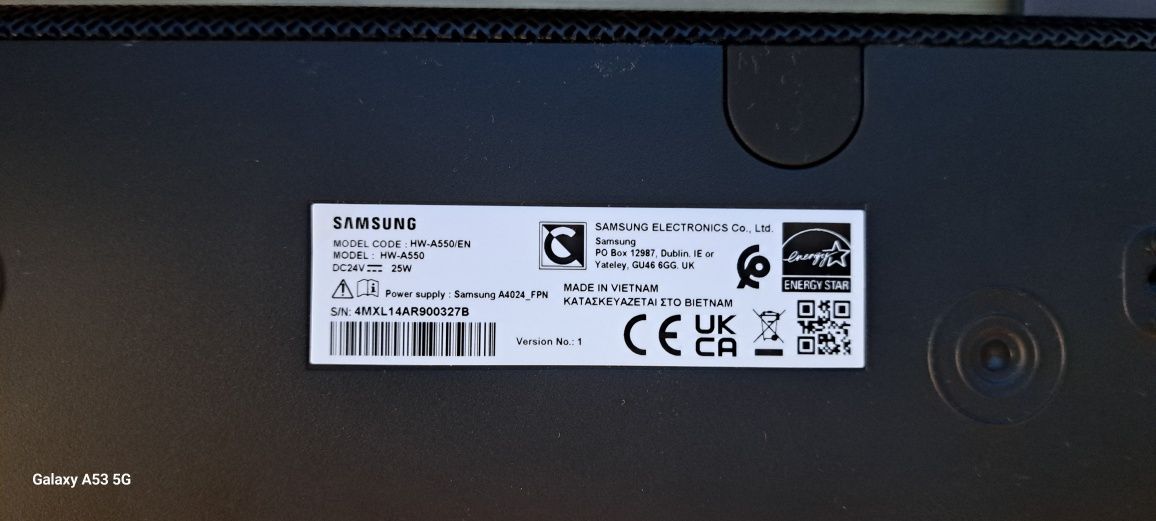 SAMSUNG
MODEL CODE : HW-A550/EN
MODEL : HW-A550
DC24V 25W
Power supply : Samsung A4024_FPN
S/N: 4MXL14AR900327B
Version No.: 1
SAMSUNG ELECTRONICS Co., Ltd.
Samsung
PO Box 12987, Dublin. IE or
Yateley, GU46 6GG. UK
MADE IN VIETNAM
ΚΑΤΑΣΚΕΥΑΖΕΤΑΙ ΣΤΟ ΒΙΕΤΝΑΜ
energy
ENERGY STAR
CE
UK
CA
Galaxy A53 5G